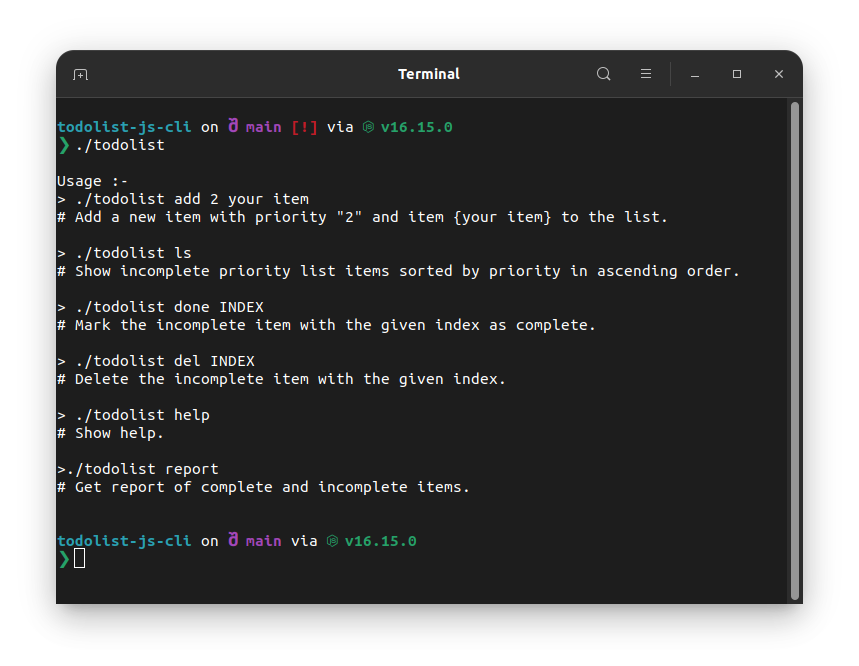 Terminal
todolist-js-cli on main [!] via v16.15.0
❯ ./todolist
Usage :-
> ./todolist add 2 your item
# Add a new item with priority "2" and item {your item} to the list.
> ./todolist ls
# Show incomplete priority list items sorted by priority in ascending order.
> ./todolist done INDEX
# Mark the incomplete item with the given index as complete.
> ./todolist del INDEX
# Delete the incomplete item with the given index.
> ./todolist help
# Show help.
>./todolist report
# Get report of complete and incomplete items.
todolist-js-cli on main via v16.15.0
❯